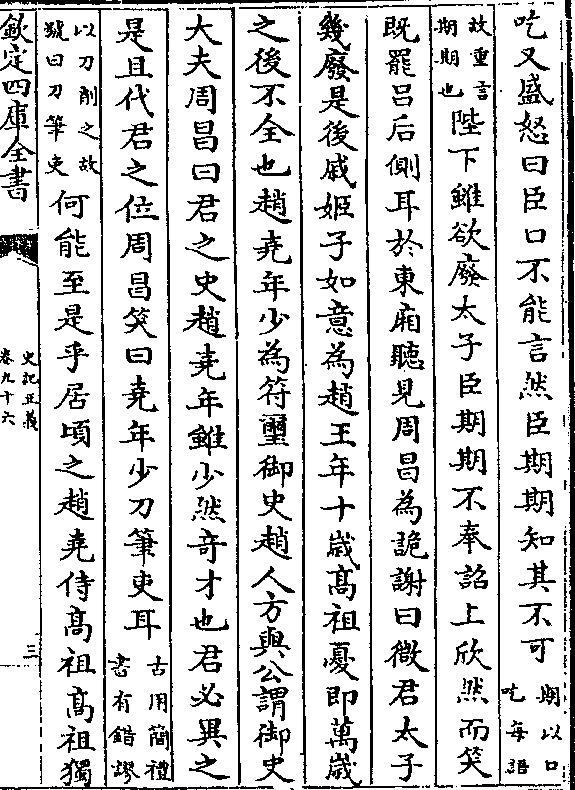 吃又盛怒曰臣口不能言然臣期期知其不可期以口吃每語
故重言期期也陛下雖欲廢太子臣期期不奉詔上欣然而笑
既罷呂后側耳於東廂聽見周昌為詭謝曰微君太子
幾廢是後戚姬子如意為趙王年十歲高祖憂即萬歲
之後不全也趙堯年少為符璽御史趙人方與公謂御史
大夫周昌曰君之史趙堯年雖少然奇才也君必異之
是且代君之位周昌笑曰堯年少刀筆吏耳古用簡禮書有錯謬
以刀削之故號曰刀筆吏何能至是乎居頃之趙堯侍高祖高祖獨
欽定四庫全書
史記正義
卷九十六
三